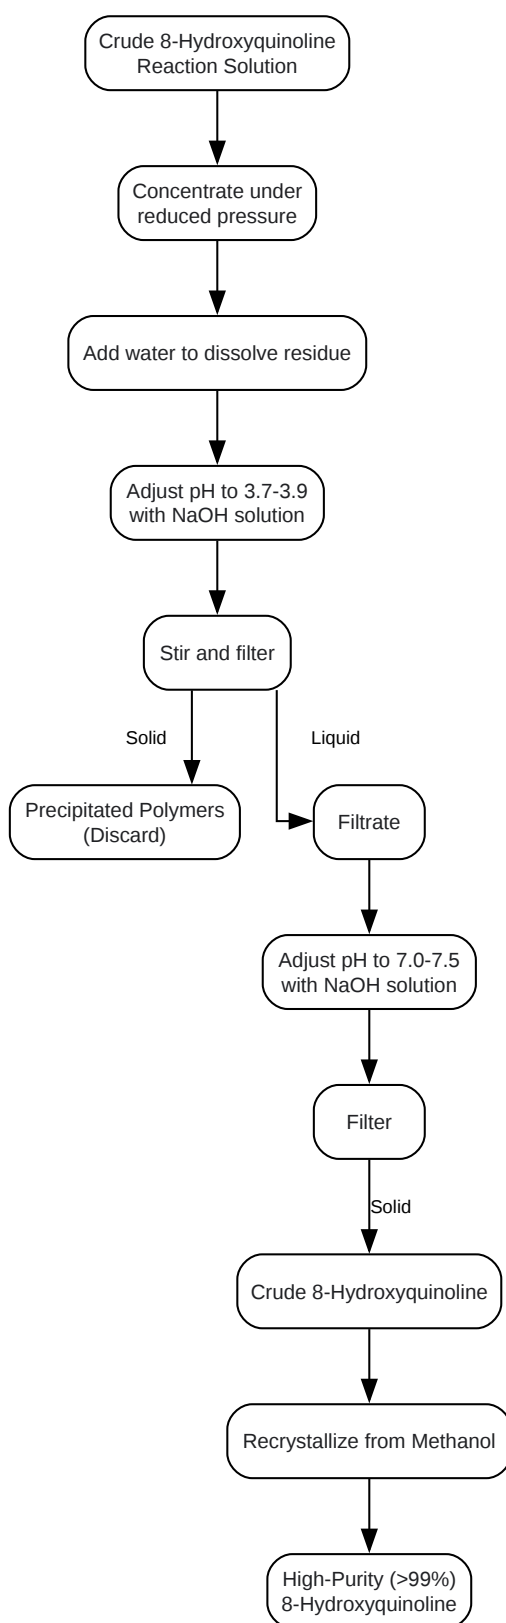 Crude 8-Hydroxyquinoline
Reaction Solution
Concentrate under
reduced pressure
Add water to dissolve residue
Adjust pH to 3.7-3.9
with NaOH solution
Stir and filter
Solid
Liquid
Precipitated Polymers
(Discard)
Filtrate
Adjust pH to 7.0-7.5
with NaOH solution
Filter
Solid
Crude 8-Hydroxyquinoline
Recrystallize from Methanol
High-Purity (>99%)
8-Hydroxyquinoline